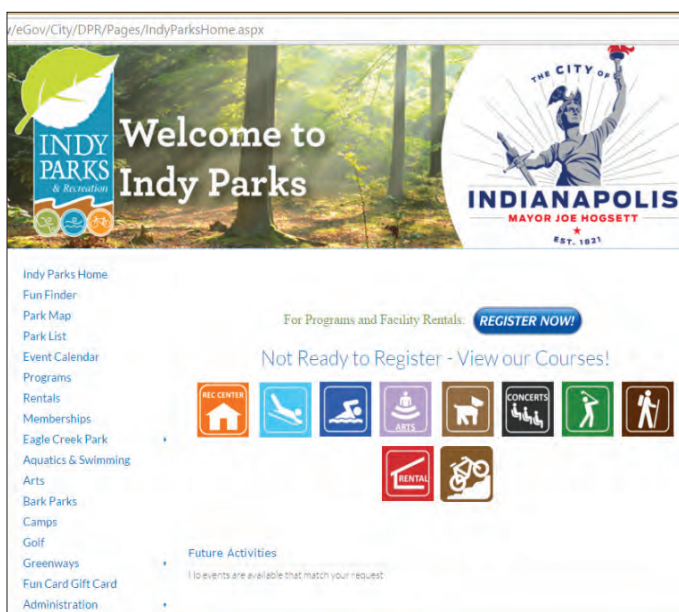 /eGov/City/DPR/Pages/IndyParksHome.aspx
INDY
PARKS
& Recreation
Welcome to
Indy Parks
THE CITY OF
INDIANAPOLIS
MAYOR JOE HOGSETT
EST. 1821
Indy Parks Home
Fun Finder
Park Map
Park List
Event Calendar
Programs
Rentals
Memberships
Eagle Creek Park
Aquatics & Swimming
Arts
Bark Parks
Camps
Golf
Greenways
Fun Card Gift Card
Administration
For Programs and Facility Rentals:
REGISTER NOW!
Not Ready to Register - View our Courses!
REC CENTER
ARTS
CONCERTS
RENTAL
Future Activities
No events are available that match your request